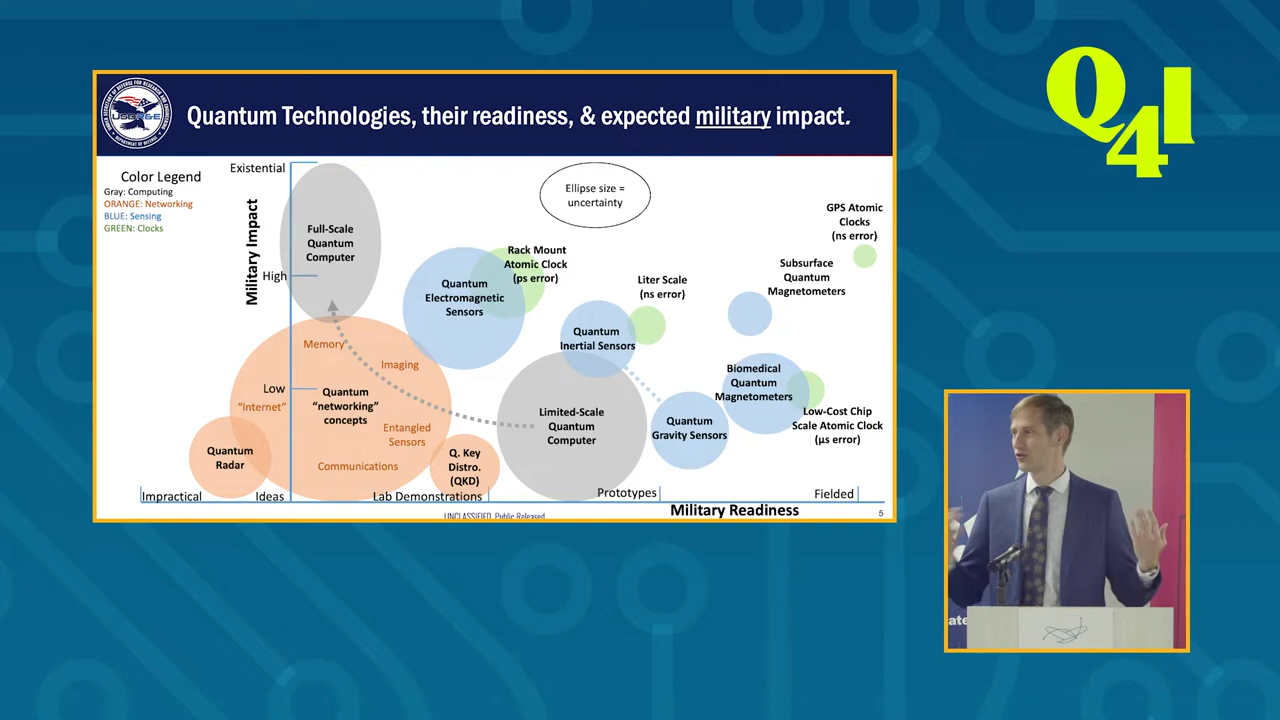 Q4I
Quantum Technologies, their readiness, & expected military impact.
USDR&E
Color Legend
Gray: Computing
ORANGE: Networking
BLUE: Sensing
GREEN: Clocks
Military Impact
Existential
High
Low
Full-Scale
Quantum
Computer
Ellipse size =
uncertainty
GPS Atomic
Clocks
(ns error)
Rack Mount
Atomic Clock
(ps error)
Subsurface
Quantum
Magnetometers
Liter Scale
(ns error)
Quantum
Electromagnetic
Sensors
Quantum
Inertial Sensors
Memory
Imaging
Biomedical
Quantum
Magnetometers
Quantum
“networking”
concepts
“Internet”
Entangled
Sensors
Limited-Scale
Quantum
Computer
Quantum
Gravity Sensors
Low-Cost Chip
Scale Atomic Clock
(µs error)
Quantum
Radar
Communications
Q. Key
Distro.
(QKD)
Impractical
Ideas
Lab Demonstrations
Prototypes
Fielded
Military Readiness
UNCLASSIFIED, Public Released
5
ate